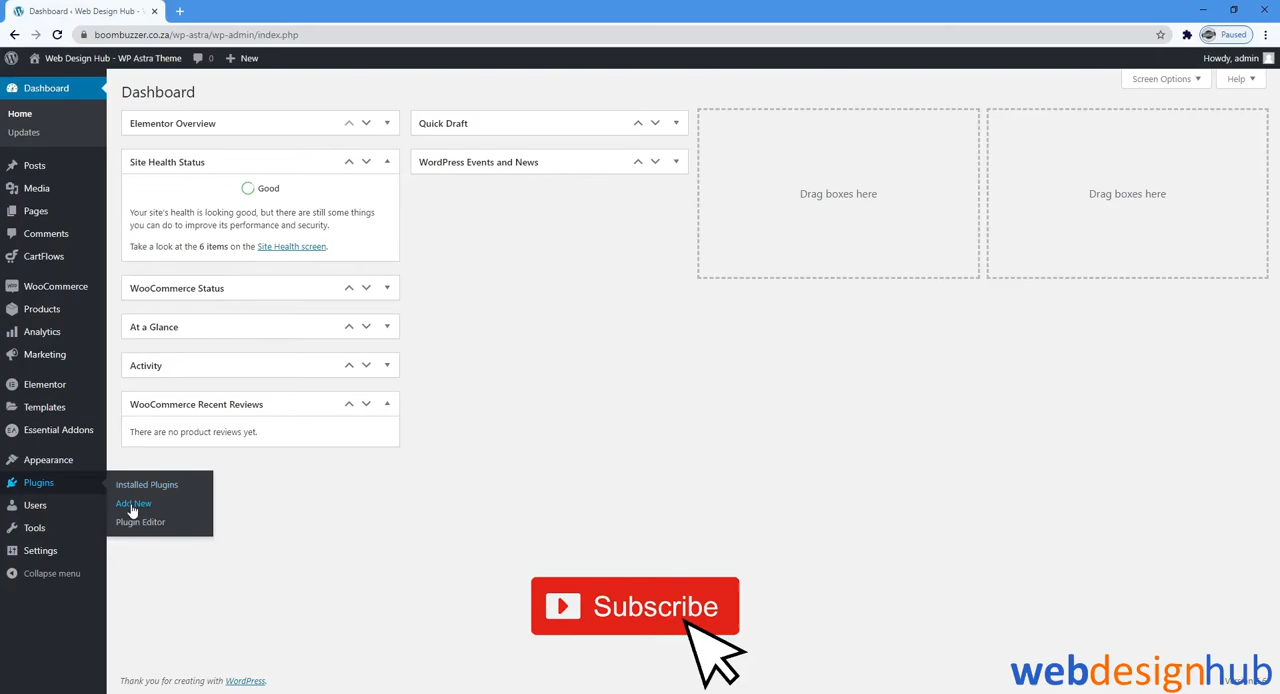 Dashboard ‹ Web Design Hub -
boombuzzer.co.za/wp-astra/wp-admin/index.php
Paused
Web Design Hub - WP Astra Theme
0
New
Howdy, admin
Dashboard
Home
Updates
Posts
Media
Pages
Comments
CartFlows
WooCommerce
Products
Analytics
Marketing
Elementor
Templates
Essential Addons
Appearance
Plugins
Users
Tools
Settings
Collapse menu
Installed Plugins
Add New
Plugin Editor
Screen Options
Help
Dashboard
Elementor Overview
Site Health Status
Good
Your site's health is looking good, but there are still some things
you can do to improve its performance and security.
Take a look at the 6 items on the Site Health screen.
WooCommerce Status
At a Glance
Activity
WooCommerce Recent Reviews
There are no product reviews yet.
Quick Draft
WordPress Events and News
Drag boxes here
Drag boxes here
Subscribe
Thank you for creating with WordPress.
webdesignhub